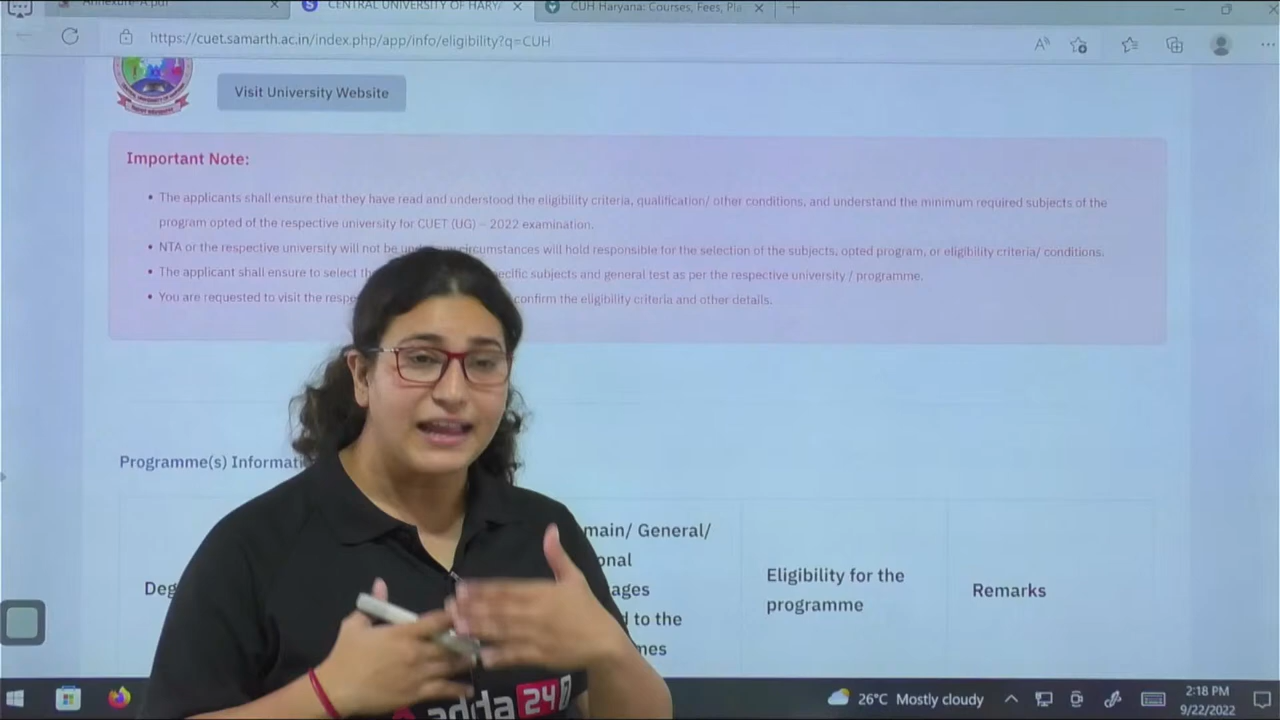 Annexure-A.pdf
CENTRAL UNIVERSITY OF HARY
CUH Haryana: Courses, Fees, Pla
https://cuet.samarth.ac.in/index.php/app/info/eligibility?q=CUH
Visit University Website
Important Note:
• The applicants shall ensure that they have read and understood the eligibility criteria, qualification/ other conditions, and understand the minimum required subjects of the
program opted of the respective university for CUET (UG) – 2022 examination.
• NTA or the respective university will not be circumstances will hold responsible for the selection of the subjects, opted program, or eligibility criteria/ conditions.
• The applicant shall ensure to select ecific subjects and general test as per the respective university / programme.
• You are requested to visit the confirm the eligibility criteria and other details.
Programme(s) Informati
main/ General/
onal
ages
d to the
mes
Deg
Eligibility for the
programme
Remarks
adda 247
26°C Mostly cloudy
2:18 PM
9/22/2022